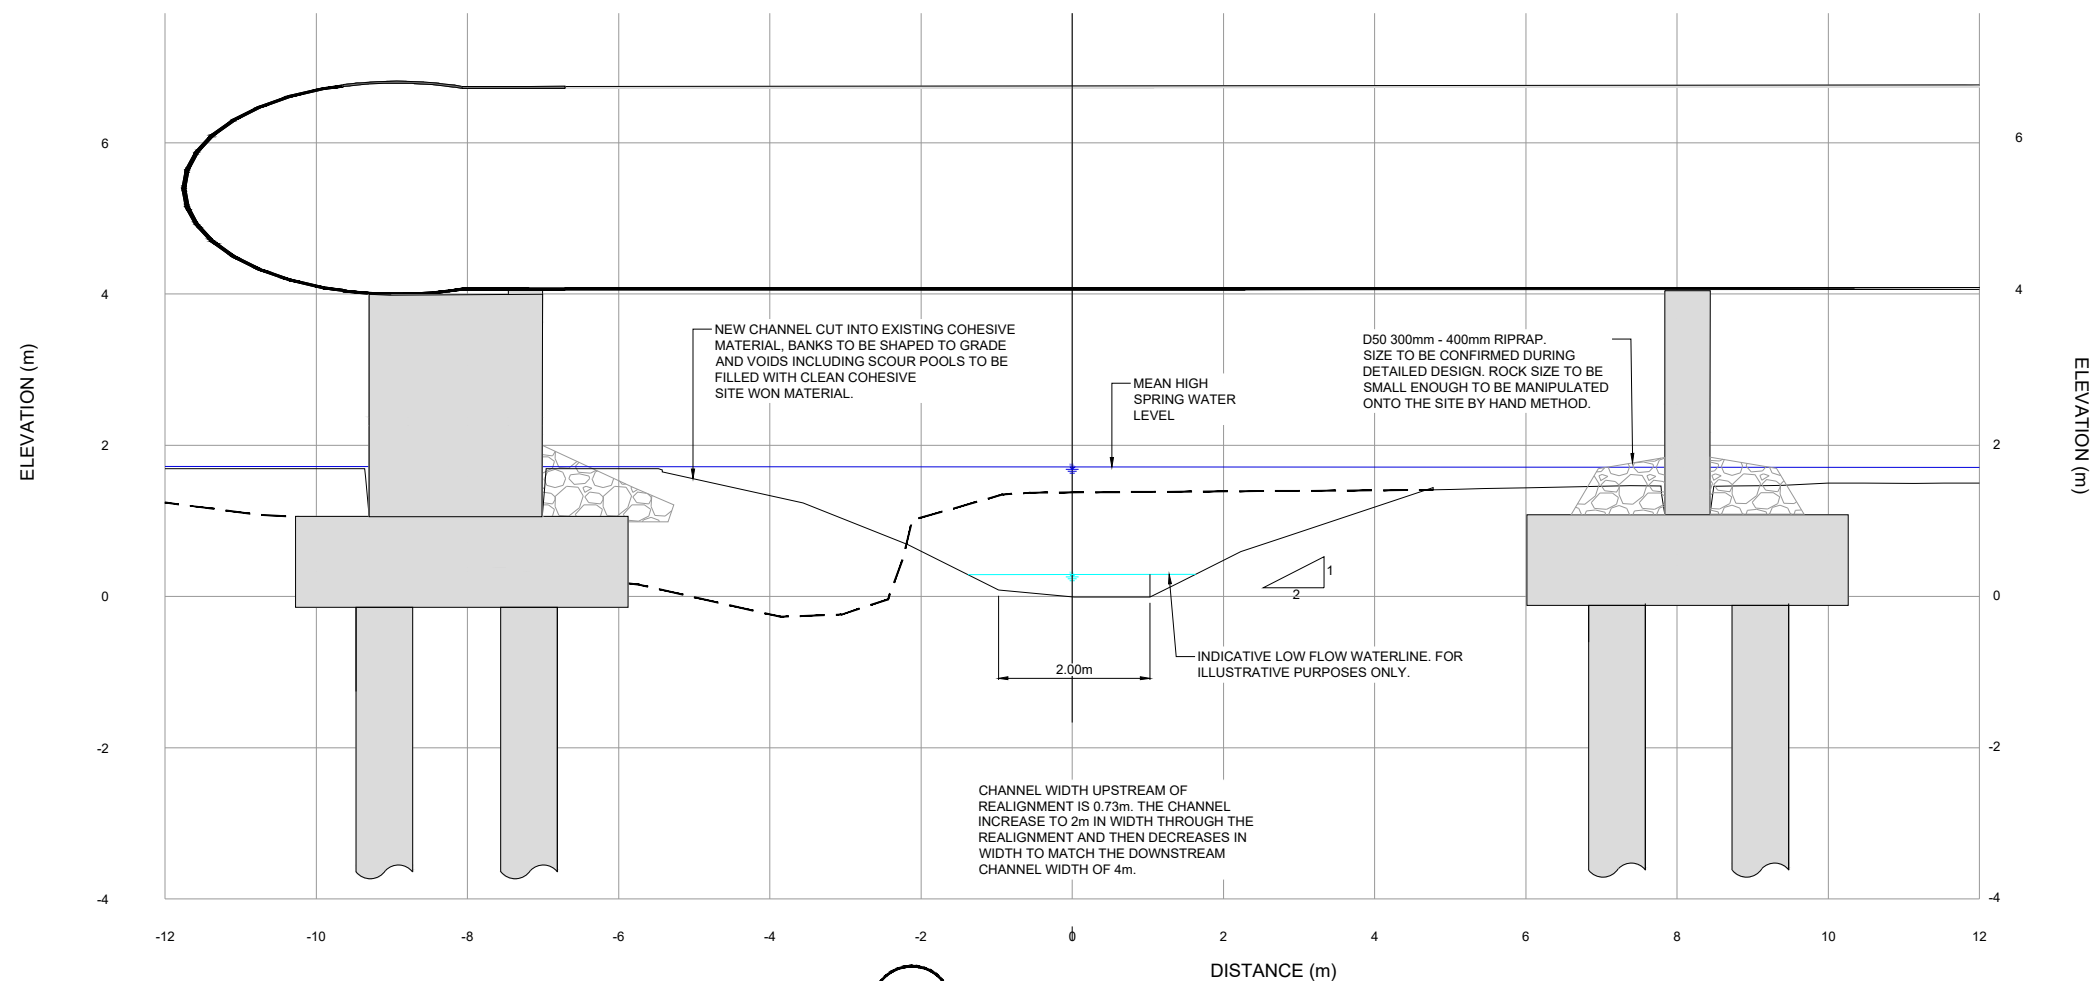 6
6
4
4
ELEVATION (m)
ELEVATION (m)
NEW CHANNEL CUT INTO EXISTING COHESIVE
MATERIAL, BANKS TO BE SHAPED TO GRADE
AND VOIDS INCLUDING SCOUR POOLS TO BE
FILLED WITH CLEAN COHESIVE
SITE WON MATERIAL.
MEAN HIGH
SPRING WATER
LEVEL
D50 300mm - 400mm RIPRAP.
SIZE TO BE CONFIRMED DURING
DETAILED DESIGN. ROCK SIZE TO BE
SMALL ENOUGH TO BE MANIPULATED
ONTO THE SITE BY HAND METHOD.
2
2
1
2
0
0
2.00m
INDICATIVE LOW FLOW WATERLINE. FOR
ILLUSTRATIVE PURPOSES ONLY.
-2
-2
CHANNEL WIDTH UPSTREAM OF
REALIGNMENT IS 0.73m. THE CHANNEL
INCREASE TO 2m IN WIDTH THROUGH THE
REALIGNMENT AND THEN DECREASES IN
WIDTH TO MATCH THE DOWNSTREAM
CHANNEL WIDTH OF 4m.
-4
-4
-12 -10 -8 -6 -4 -2 0 2 4 6 8 10 12
DISTANCE (m)